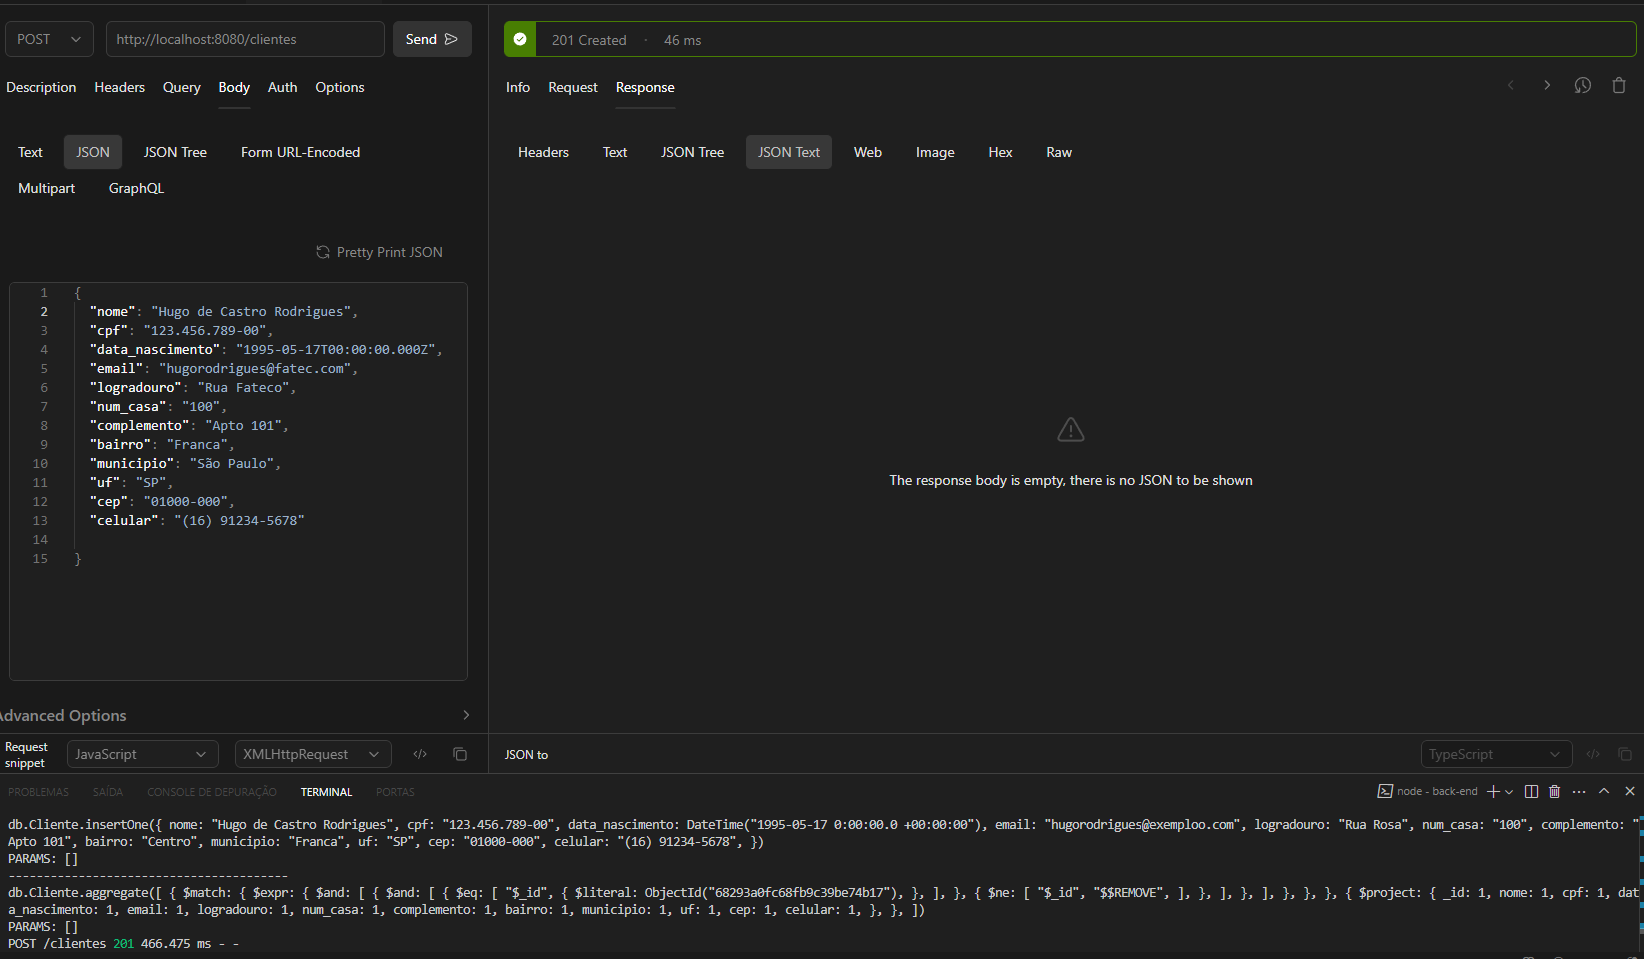 POST
http://localhost:8080/clientes
Send
Description Headers Query Body Auth Options
Text JSON JSON Tree Form URL-Encoded
Multipart GraphQL
Pretty Print JSON
1 {
2 "nome": "Hugo de Castro Rodrigues",
3 "cpf": "123.456.789-00",
4 "data_nascimento": "1995-05-17T00:00:00.000Z",
5 "email": "hugorodrigues@fatec.com",
6 "logradouro": "Rua Fateco",
7 "num_casa": "100",
8 "complemento": "Apto 101",
9 "bairro": "Franca",
10 "municipio": "São Paulo",
11 "uf": "SP",
12 "cep": "01000-000",
13 "celular": "(16) 91234-5678"
14
15 }
Advanced Options
Request
snippet
JavaScript
XMLHttpRequest
201 Created · 46 ms
Info Request Response
Headers Text JSON Tree JSON Text Web Image Hex Raw
The response body is empty, there is no JSON to be shown
JSON to
TypeScript
PROBLEMAS SAÍDA CONSOLE DE DEPURAÇÃO TERMINAL PORTAS
node - back-end
db.Cliente.insertOne({ nome: "Hugo de Castro Rodrigues", cpf: "123.456.789-00", data_nascimento: DateTime("1995-05-17 0:00:00.0 +00:00:00"), email: "hugorodrigues@exemploo.com", logradouro: "Rua Rosa", num_casa: "100", complemento: "
Apto 101", bairro: "Centro", municipio: "Franca", uf: "SP", cep: "01000-000", celular: "(16) 91234-5678", })
PARAMS: []
----------------------------------------
db.Cliente.aggregate([ { $match: { $expr: { $and: [ { $and: [ { $eq: [ "$_id", { $literal: ObjectId("68293a0fc68fb9c39be74b17"), }, ], }, { $ne: [ "$_id", "$$REMOVE", ], }, ], }, ], }, }, }, { $project: { _id: 1, nome: 1, cpf: 1, dat
a_nascimento: 1, email: 1, logradouro: 1, num_casa: 1, complemento: 1, bairro: 1, municipio: 1, uf: 1, cep: 1, celular: 1, }, }, ])
PARAMS: []
POST /clientes 201 466.475 ms - -